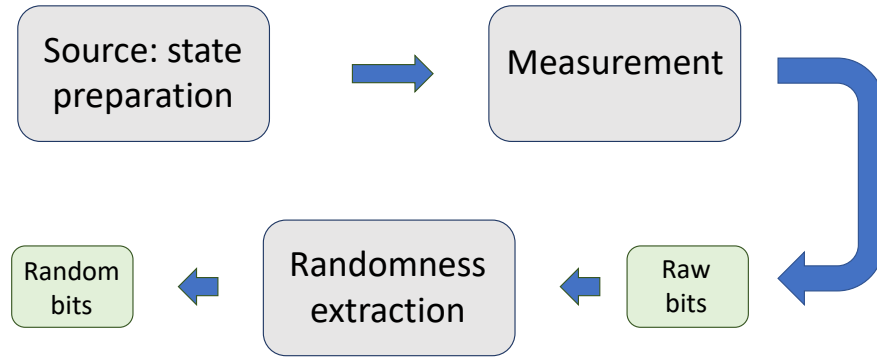 Source: state
preparation
Measurement
Raw
bits
Randomness
extraction
Random
bits